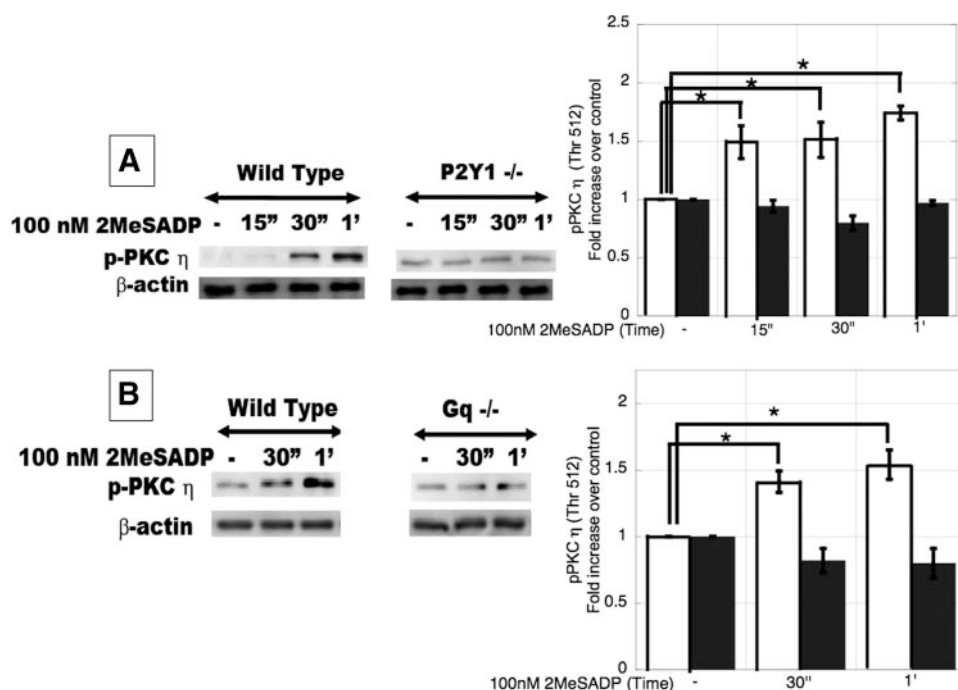 A
Wild Type
P2Y1 -/-
100 nM 2MeSADP - 15” 30” 1’
- 15” 30” 1’
p-PKC η
β-actin
2.5
2
1.5
1
0.5
0
pPKC η (Thr 512)
Fold increase over control
*
*
*
100nM 2MeSADP (Time) - 15" 30" 1'
B
Wild Type
Gq -/-
100 nM 2MeSADP - 30” 1’
- 30” 1’
p-PKC η
β-actin
2
1.5
1
0.5
0
pPKC η (Thr 512)
Fold increase over control
*
*
100nM 2MeSADP (Time) - 30" 1'